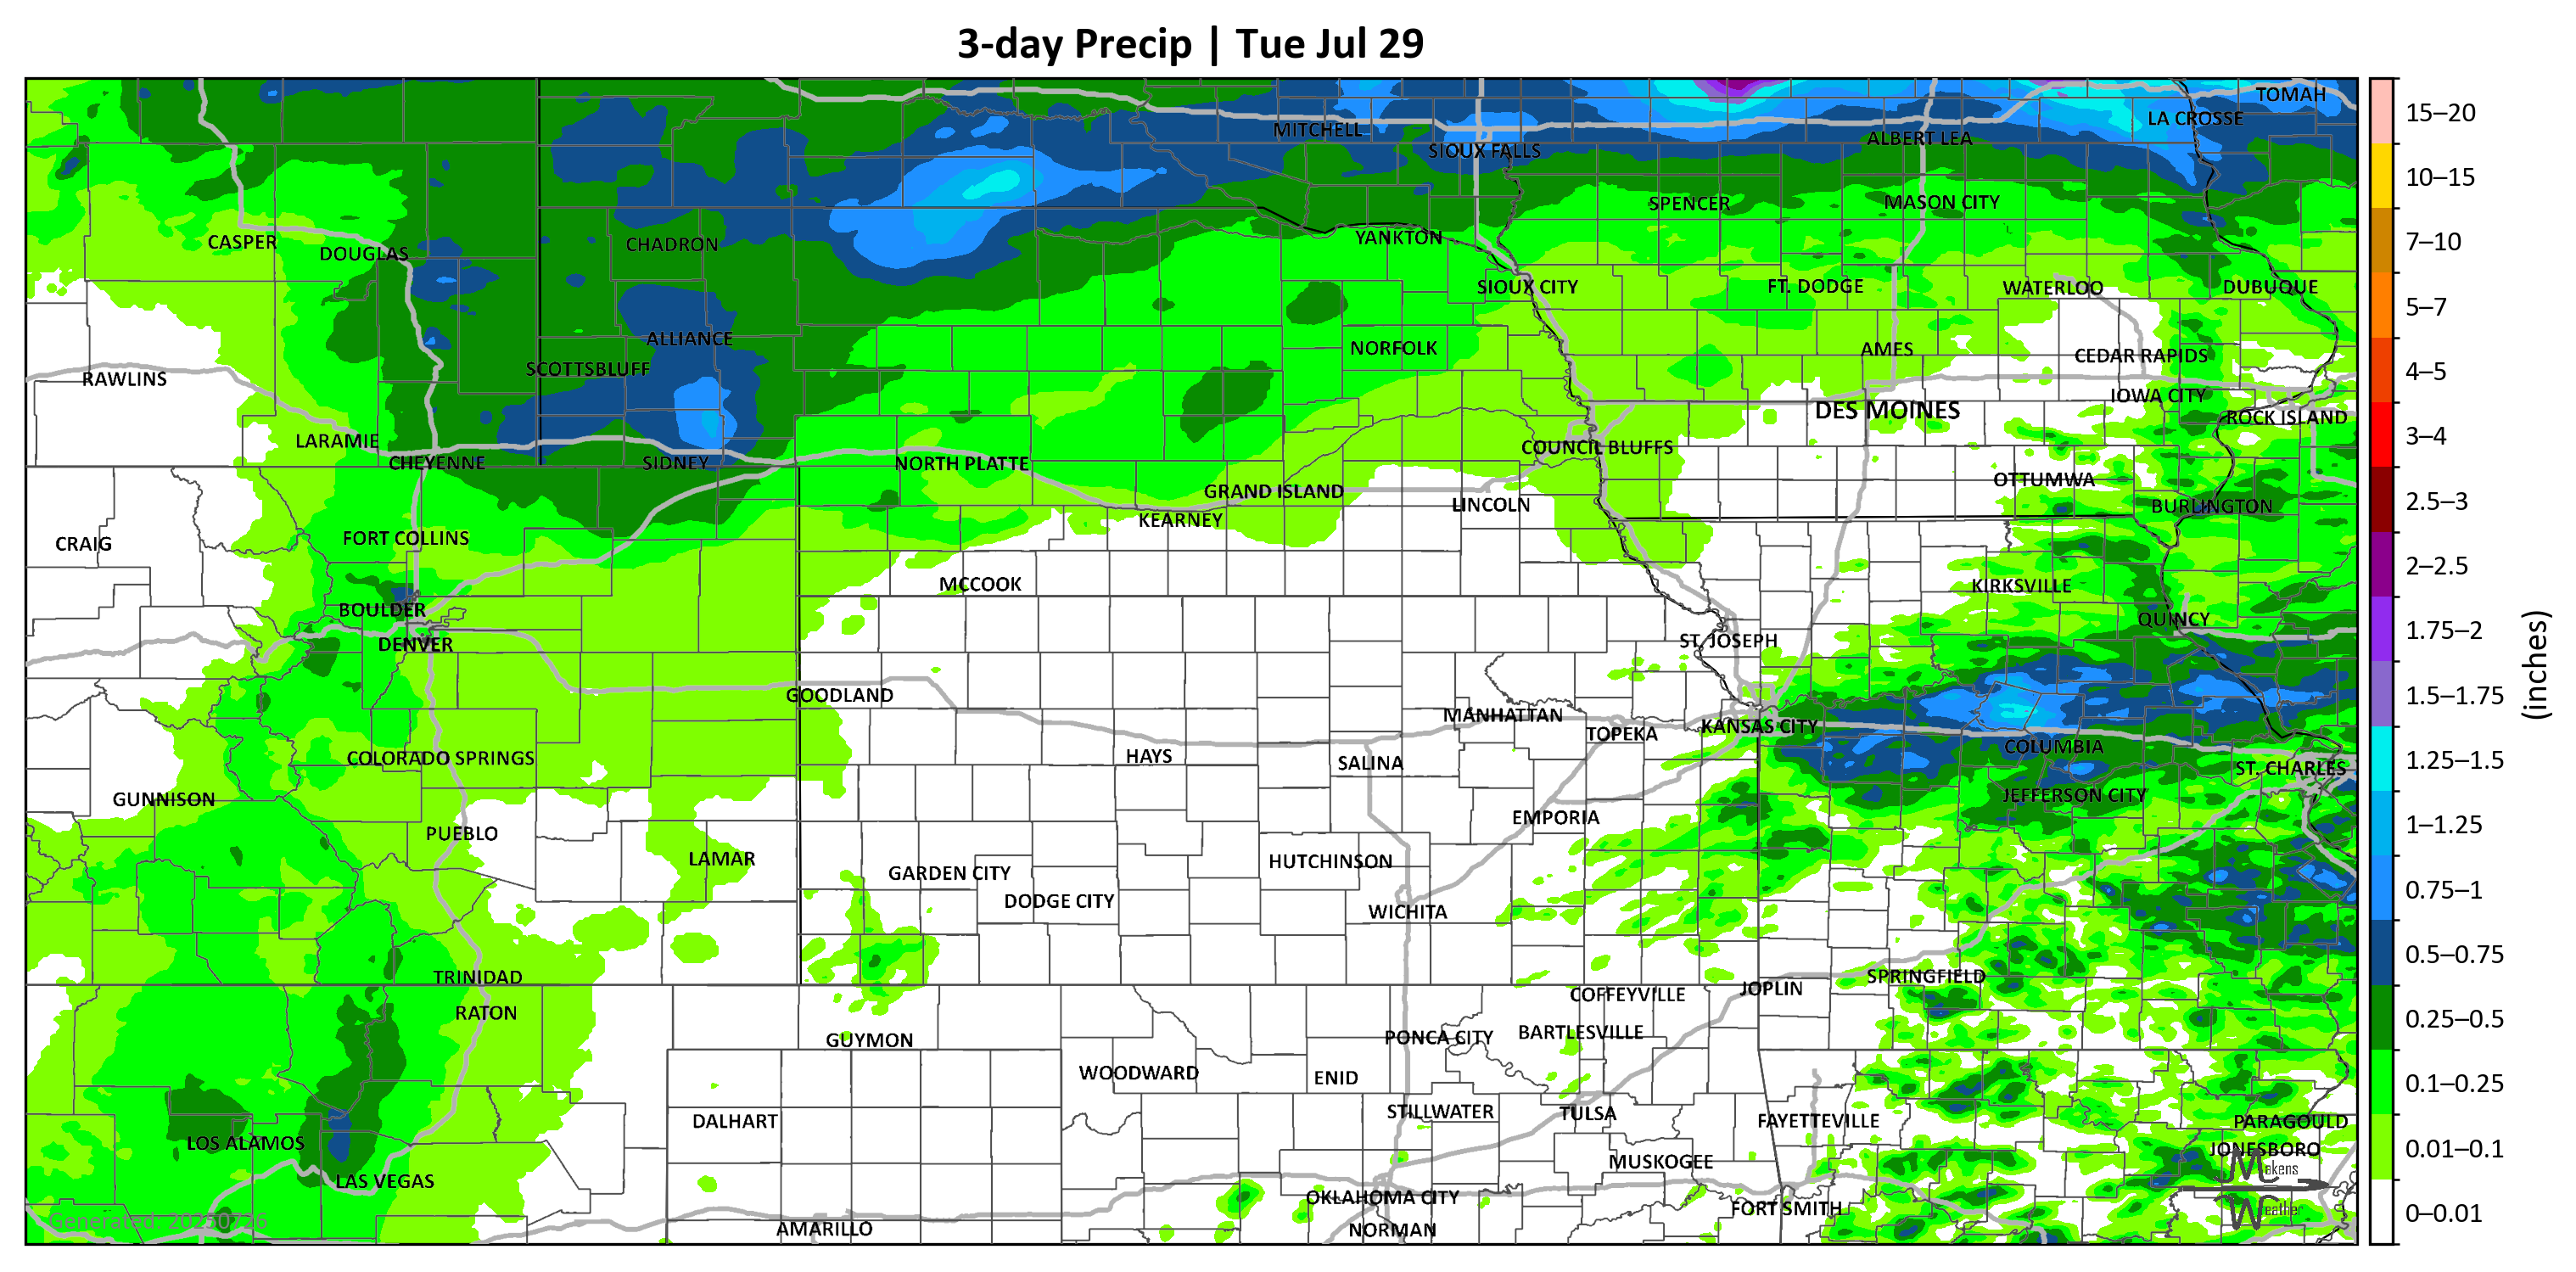 3-day Precip | Tue Jul 29
TOMAH
LA CROSSE
MITCHELL
ALBERT LEA
SIOUX FALLS
SPENCER
MASON CITY
YANKTON
CASPER
CHADRON
DOUGLAS
SIOUX CITY
FT. DODGE
WATERLOO
DUBUQUE
ALLIANCE
NORFOLK
AMES
CEDAR RAPIDS
SCOTTSBLUFF
RAWLINS
IOWA CITY
DES MOINES
ROCK ISLAND
LARAMIE
COUNCIL BLUFFS
CHEYENNE
SIDNEY
NORTH PLATTE
OTTUMWA
GRAND ISLAND
LINCOLN
BURLINGTON
KEARNEY
FORT COLLINS
CRAIG
MCCOOK
KIRKSVILLE
BOULDER
QUINCY
DENVER
ST. JOSEPH
GOODLAND
MANHATTAN
KANSAS CITY
TOPEKA
COLUMBIA
COLORADO SPRINGS
HAYS
SALINA
ST. CHARLES
GUNNISON
JEFFERSON CITY
EMPORIA
PUEBLO
LAMAR
HUTCHINSON
GARDEN CITY
DODGE CITY
WICHITA
TRINIDAD
SPRINGFIELD
JOPLIN
COFFEYVILLE
RATON
BARTLESVILLE
PONCA CITY
GUYMON
WOODWARD
ENID
STILLWATER
TULSA
DALHART
FAYETTEVILLE
PARAGOULD
LOS ALAMOS
JONESBORO
MUSKOGEE
LAS VEGAS
OKLAHOMA CITY
FORT SMITH
AMARILLO
NORMAN
Generated: 20250726
Makens
Weather
15–20
10–15
7–10
5–7
4–5
3–4
2.5–3
2–2.5
1.75–2
1.5–1.75
1.25–1.5
1–1.25
0.75–1
0.5–0.75
0.25–0.5
0.1–0.25
0.01–0.1
0–0.01
(inches)